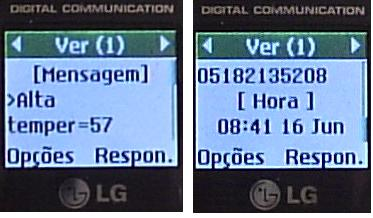 DIGITAL COMMUNICATION
Ver (1)
[Mensagem]
>Alta
temper=57
Opções Respon.
LG
DIGITAL COMMUNICATION
Ver (1)
05182135208
[ Hora ]
08:41 16 Jun
Opções Respon.
LG